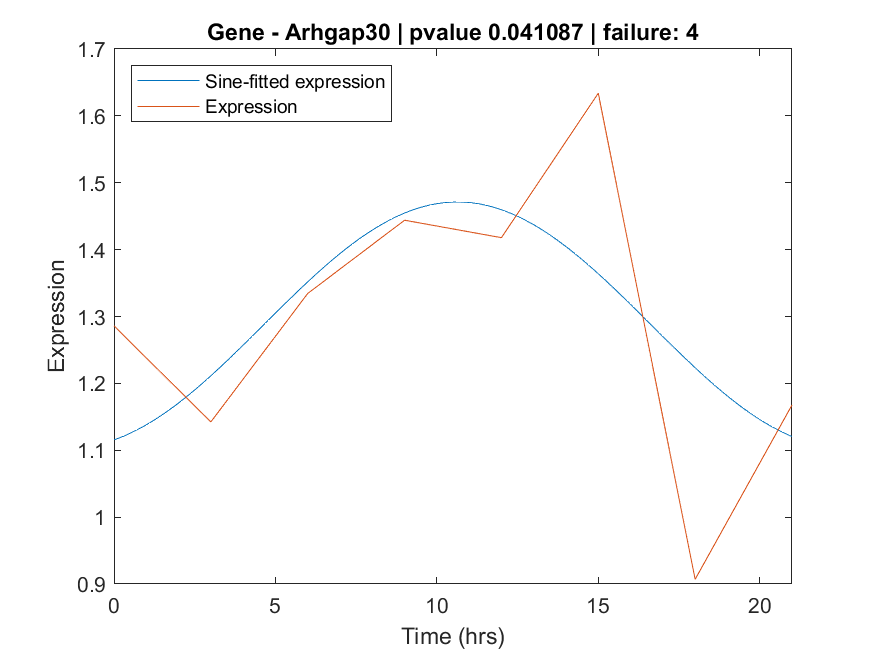 Gene - Arhgap30 | pvalue 0.041087 | failure: 4
Sine-fitted expression
Expression
1.7
1.6
1.5
1.4
1.3
1.2
1.1
1
0.9
Expression
0
5
10
15
20
Time (hrs)